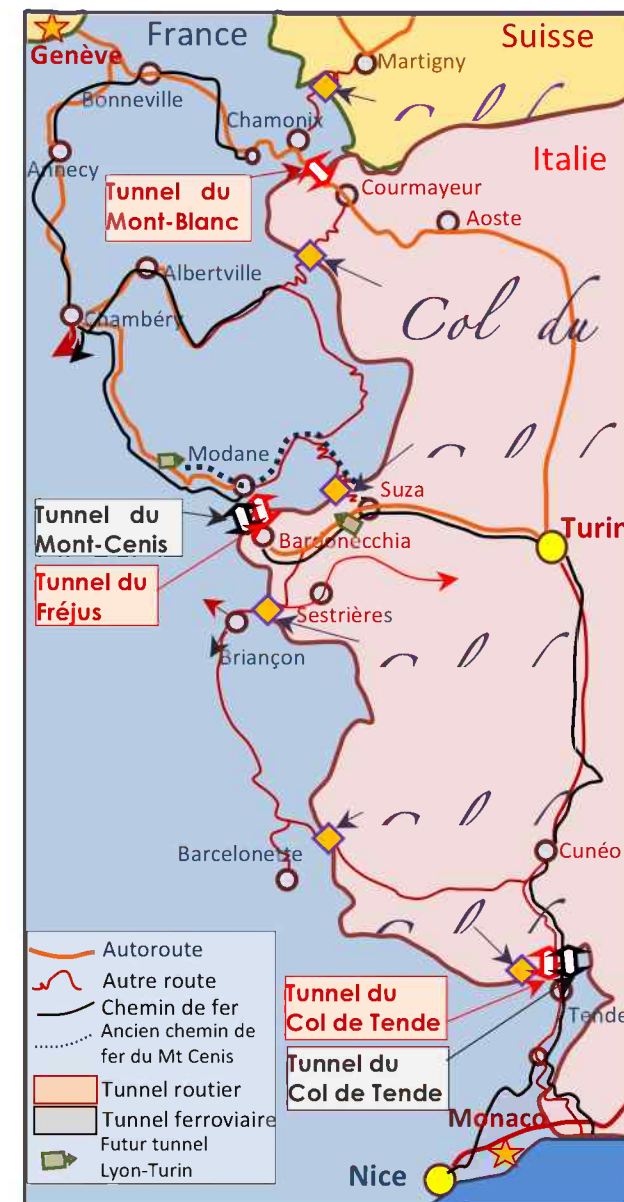 France
Suisse
Genève
Martigny
Bonneville
Chamonix
Italie
Annecy
Tunnel du
Mont-Blanc
Courmayeur
Aoste
Albertville
Col du
Chambéry
Modane
Suza
Tunnel du
Mont-Cenis
Turin
Bardonecchia
Tunnel du
Fréjus
Sestrières
Briançon
Barcelonette
Cunéo
Autoroute
Autre route
Chemin de fer
Ancien chemin de
fer du Mt Cenis
Tunnel routier
Tunnel ferroviaire
Futur tunnel
Lyon-Turin
Tunnel du
Col de Tende
Tende
Tunnel du
Col de Tende
Monaco
Nice